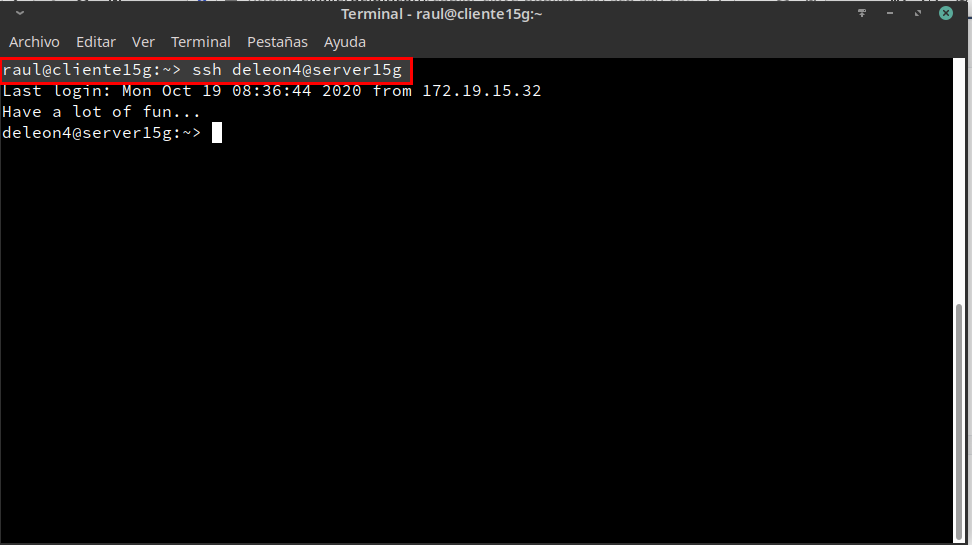 Terminal - raul@cliente15g:~
Archivo Editar Ver Terminal Pestañas Ayuda
raul@cliente15g:~> ssh deleon4@server15g
Last login: Mon Oct 19 08:36:44 2020 from 172.19.15.32
Have a lot of fun...
deleon4@server15g:~>